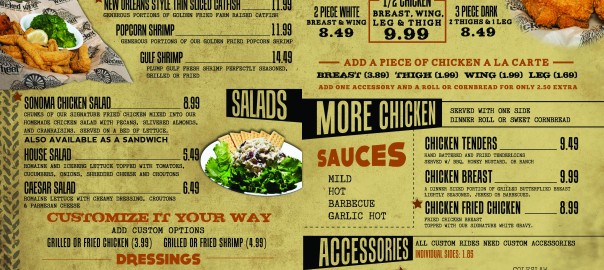 NEW ORLEANS STYLE THIN SLICED CATFISH 11.99
GENEROUS PORTIONS OF GOLDEN FRIED FARM RAISED CATFISH
POPCORN SHRIMP 11.99
GENEROUS PORTIONS OF OUR GOLDEN FRIED POPCORN SHRIMP
GULF SHRIMP 14.49
PLUMP GULF FRESH SHRIMP PERFECTLY SEASONED,
GRILLED OR FRIED
2 PIECE WHITE
BREAST & WING
8.49
1/2 CHICKEN
BREAST, WING,
LEG & THIGH
9.99
3 PIECE DARK
2 THIGHS & 1 LEG
8.49
ADD A PIECE OF CHICKEN A LA CARTE
BREAST (3.89) THIGH (1.99) WING (1.99) LEG (1.69)
ADD ONE ACCESSORY AND A ROLL OR CORNBREAD FOR ONLY 2.50 EXTRA
SALADS
SONOMA CHICKEN SALAD 8.99
CHUNKS OF OUR SIGNATURE FRIED CHICKEN MIXED INTO OUR
HOMEMADE CHICKEN SALAD WITH PECANS, SLIVERED ALMONDS,
AND CRANRAISINS. SERVED ON A BED OF LETTUCE.
ALSO AVAILABLE AS A SANDWICH
HOUSE SALAD 5.49
ROMAINE AND ICEBERG LETTUCE TOPPED WITH TOMATOES,
CUCUMBERS, ONIONS, SHREDDED CHEESE AND CROUTONS
CAESAR SALAD 6.49
ROMAINE LETTUCE WITH CREAMY DRESSING, CROUTONS
& PARMESAN CHEESE
CUSTOMIZE IT YOUR WAY
ADD CUSTOM OPTIONS
GRILLED OR FRIED CHICKEN (3.99) GRILLED OR FRIED SHRIMP (4.99)
DRESSINGS
MORE CHICKEN
SERVED WITH ONE SIDE
DINNER ROLL OR SWEET CORNBREAD
SAUCES
MILD
HOT
BARBECUE
GARLIC HOT
CHICKEN TENDERS 9.49
HAND BATTERED AND FRIED TENDERLOINS
SERVED W/ BBQ, HONEY MUSTARD, OR RANCH
CHICKEN BREAST 9.99
A DINNER SIZED PORTION OF GRILLED BUTTERFLIED BREAST
LIGHTLY SEASONED, JERKED OR BARBECUED.
CHICKEN FRIED CHICKEN 8.99
FRIED CHICKEN BREAST
TOPPED WITH OUR SIGNATURE WHITE GRAVY.
ACCESSORIES
ALL CUSTOM RIDES NEED CUSTOM ACCESSORIES
INDIVIDUAL SIDES: 1.85
COLESLAW